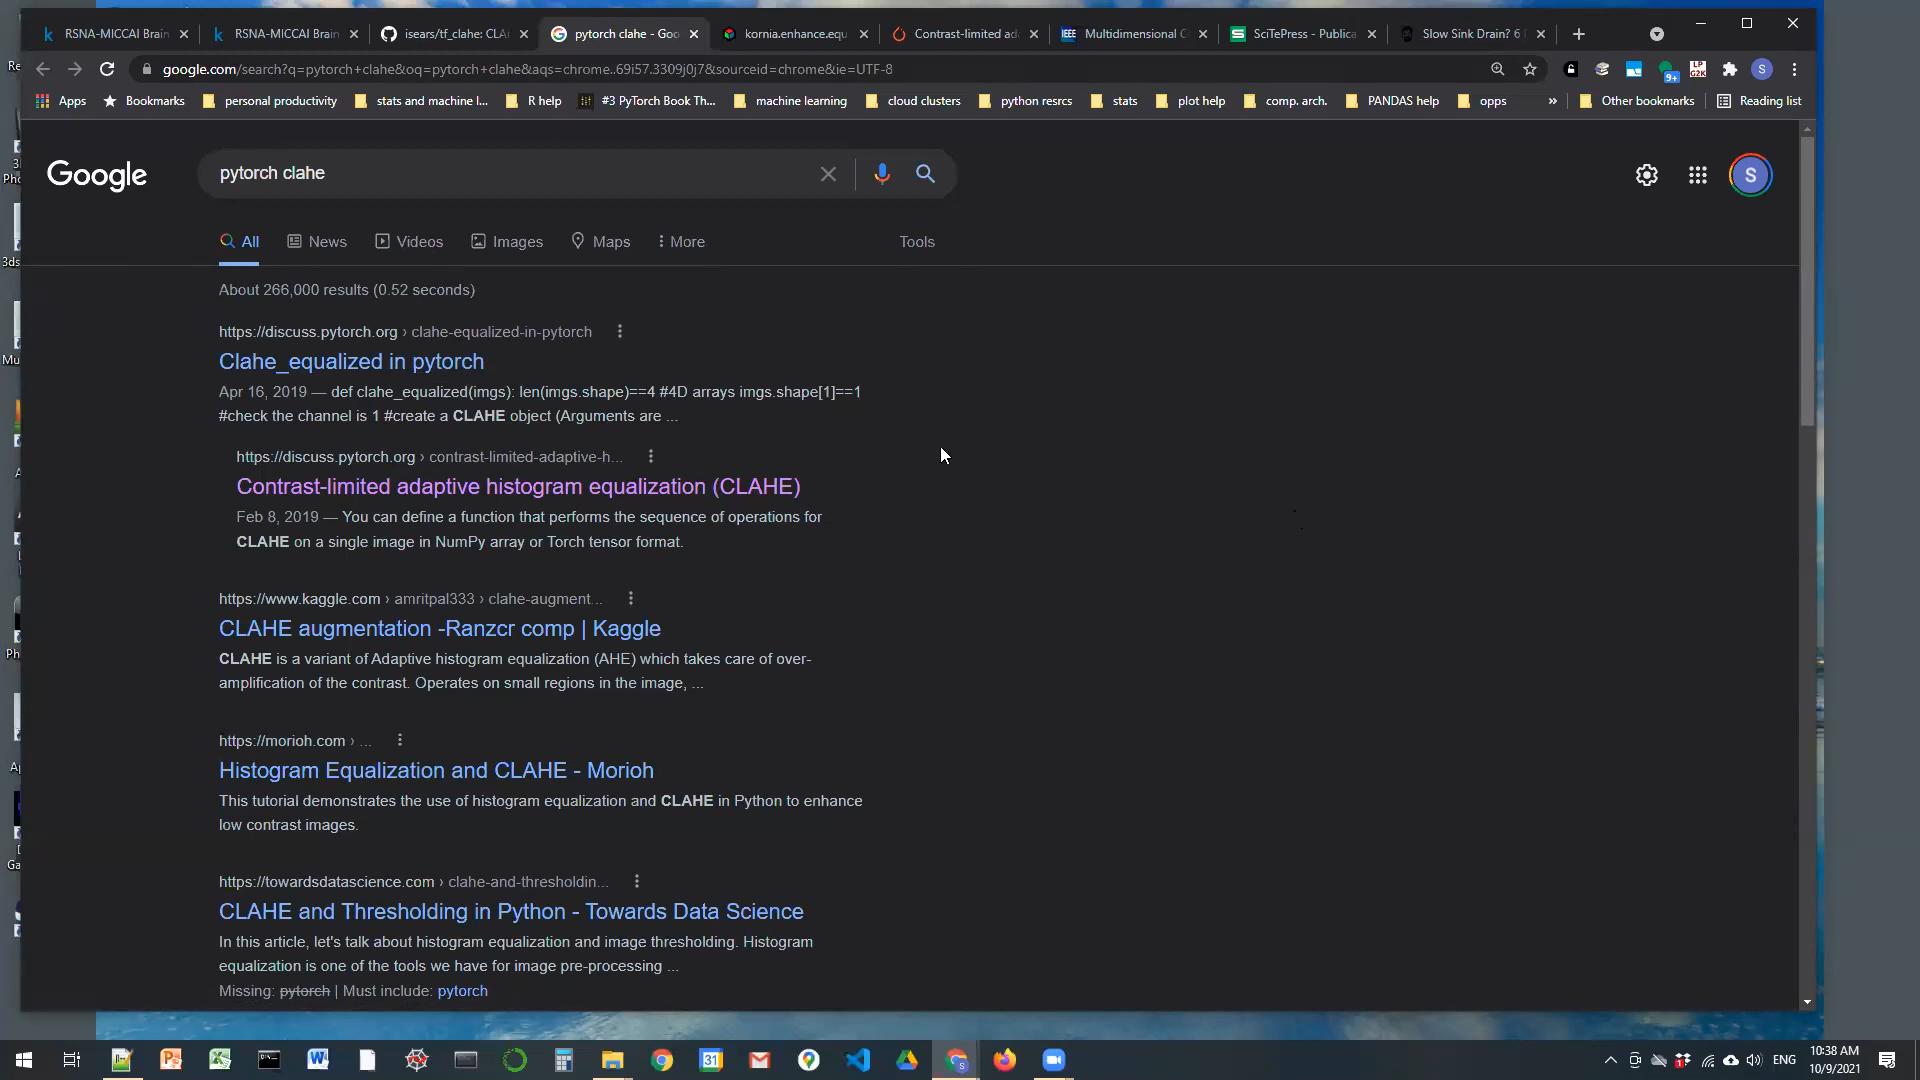 RSNA-MICCAI Brain
RSNA-MICCAI Brain
isears/tf_clahe: CLA
pytorch clahe - Goo
kornia.enhance.equ
Contrast-limited ad
Multidimensional C
SciTePress - Publica
Slow Sink Drain? 6
google.com/search?q=pytorch+clahe&oq=pytorch+clahe&aqs=chrome..69i57.3309j0j7&sourceid=chrome&ie=UTF-8
Apps
Bookmarks
personal productivity
stats and machine l...
R help
#3 PyTorch Book Th...
machine learning
cloud clusters
python resrcs
stats
plot help
comp. arch.
PANDAS help
opps
»
Other bookmarks
Reading list
Google
pytorch clahe
S
All
News
Videos
Images
Maps
More
Tools
About 266,000 results (0.52 seconds)
https://discuss.pytorch.org › clahe-equalized-in-pytorch
Clahe_equalized in pytorch
Apr 16, 2019 — def clahe_equalized(imgs): len(imgs.shape)==4 #4D arrays imgs.shape[1]==1
#check the channel is 1 #create a CLAHE object (Arguments are ...
https://discuss.pytorch.org › contrast-limited-adaptive-h...
Contrast-limited adaptive histogram equalization (CLAHE)
Feb 8, 2019 — You can define a function that performs the sequence of operations for
CLAHE on a single image in NumPy array or Torch tensor format.
https://www.kaggle.com › amritpal333 › clahe-augment...
CLAHE augmentation -Ranzcr comp | Kaggle
CLAHE is a variant of Adaptive histogram equalization (AHE) which takes care of over-
amplification of the contrast. Operates on small regions in the image, ...
https://morioh.com › ...
Histogram Equalization and CLAHE - Morioh
This tutorial demonstrates the use of histogram equalization and CLAHE in Python to enhance
low contrast images.
https://towardsdatascience.com › clahe-and-thresholdin...
CLAHE and Thresholding in Python - Towards Data Science
In this article, let's talk about histogram equalization and image thresholding. Histogram
equalization is one of the tools we have for image pre-processing ...
Missing: pytorch | Must include: pytorch
ENG
10:38 AM
10/9/2021